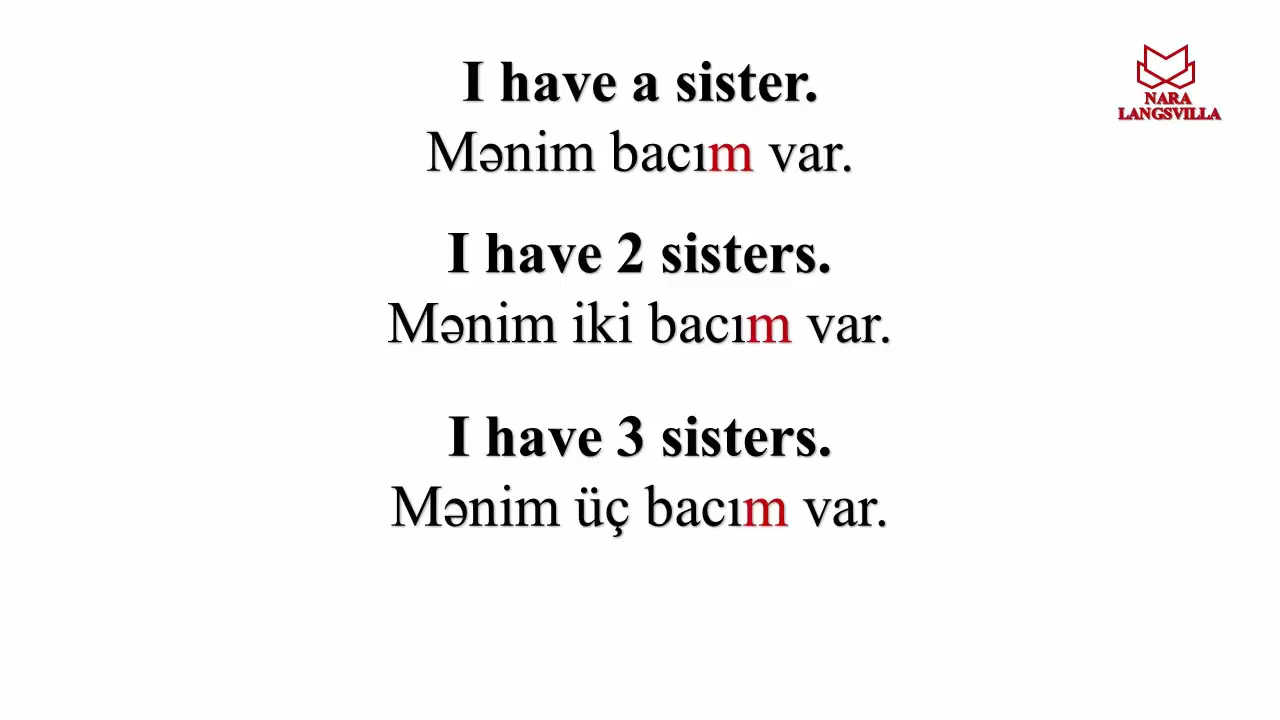 I have a sister.
Mənim bacım var.
I have 2 sisters.
Mənim iki bacım var.
I have 3 sisters.
Mənim üç bacım var.
NARA
LANGSVILLA